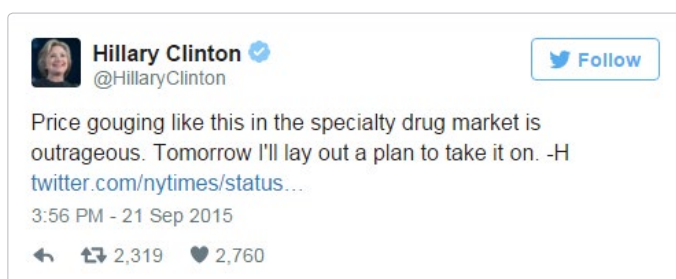 Hillary Clinton
Follow
@HillaryClinton
Price gouging like this in the specialty drug market is
outrageous. Tomorrow I'll lay out a plan to take it on. -H
twitter.com/nytimes/status...
3:56 PM - 21 Sep 2015
2,319 2,760